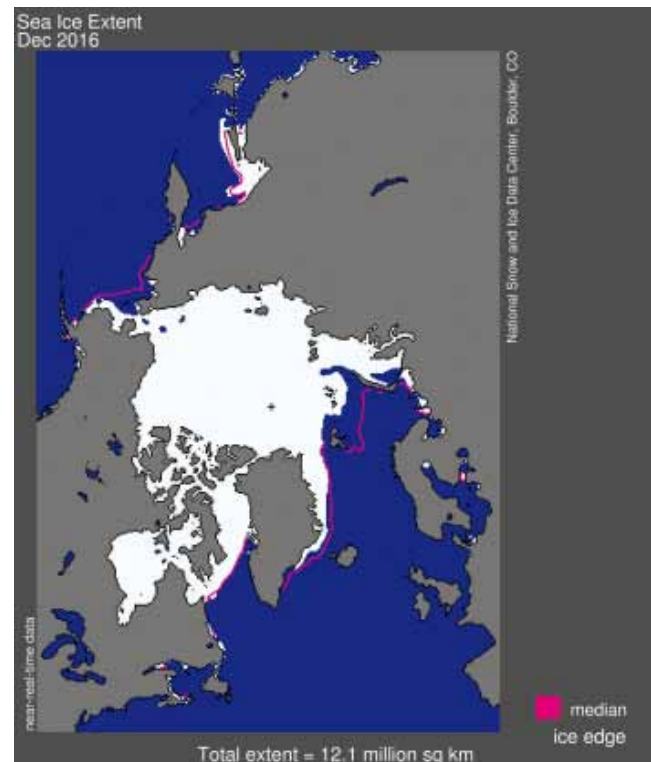 Sea Ice Extent
Dec 2016
National Snow and Ice Data Center, Boulder, CO
near-real-time data
median
ice edge
Total extent = 12.1 million sq km